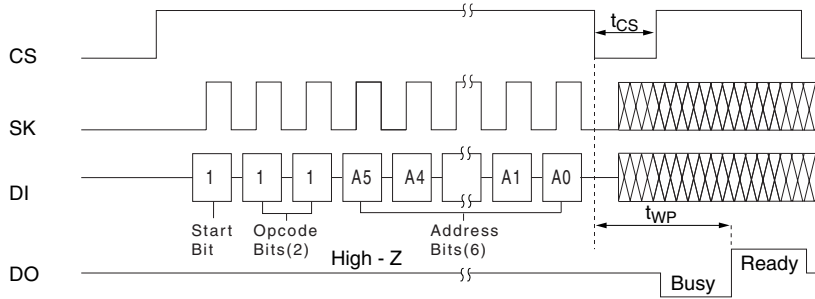 tCS
CS
SK
1 1 1 A5 A4 A1 A0
DI
Start Bit
Opcode Bits(2)
Address Bits(6)
tWP
High - Z
Ready
DO
Busy